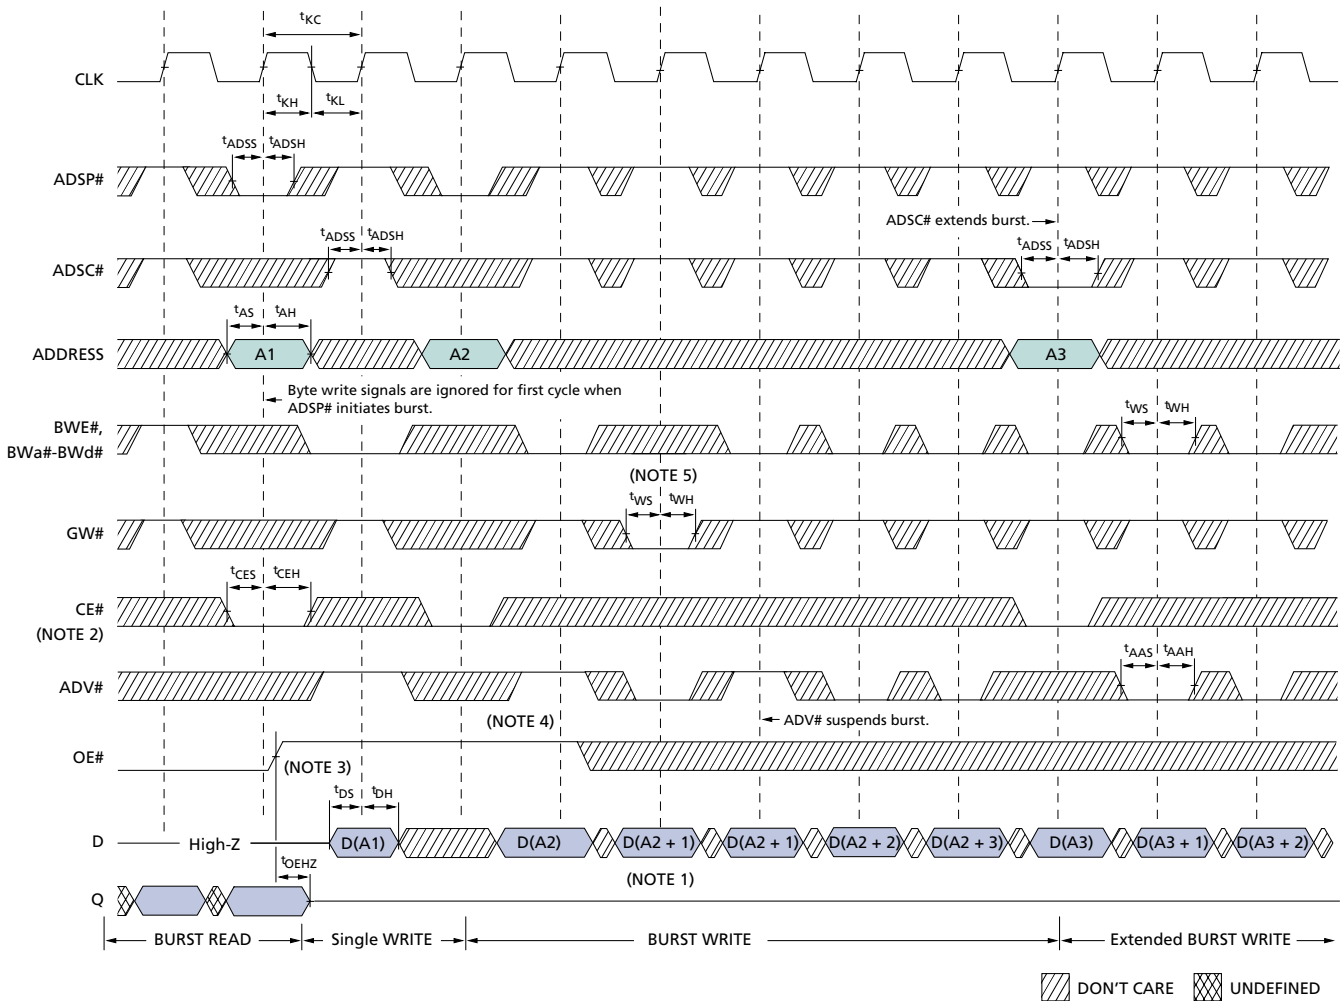 tKC
CLK
tKH
tKL
tADSS
tADSH
ADSP#
ADSC# extends burst.
tADSS
tADSH
tADSS
tADSH
ADSC#
tAS
tAH
ADDRESS
A1
A2
A3
Byte write signals are ignored for first cycle when
ADSP# initiates burst.
BWE#,
BWa#-BWd#
tWS
tWH
(NOTE 5)
tWS
tWH
GW#
tCES
tCEH
CE#
(NOTE 2)
tAAS
tAAH
ADV#
(NOTE 4)
ADV# suspends burst.
OE#
(NOTE 3)
tDS
tDH
D
High-Z
D(A1)
D(A2)
D(A2 + 1)
D(A2 + 1)
D(A2 + 2)
D(A2 + 3)
D(A3)
D(A3 + 1)
D(A3 + 2)
tOEHZ
(NOTE 1)
Q
BURST READ
Single WRITE
BURST WRITE
Extended BURST WRITE
DON'T CARE
UNDEFINED